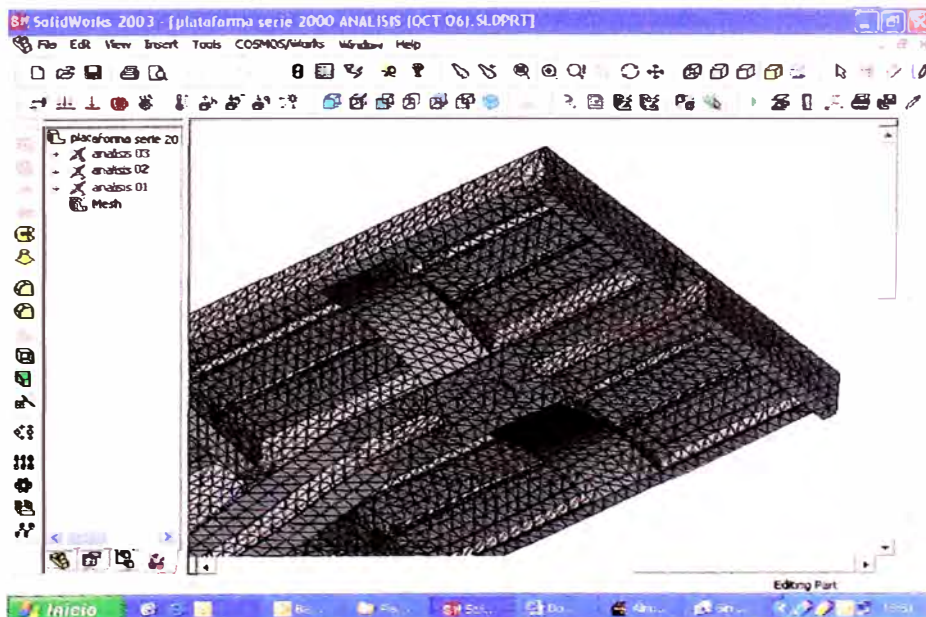 SolidWorks 2003 - [plataforma serie 2000 ANALISIS (OCT 06).SLDPRT]
File Edit View Insert Tools COSMOS/Works Window Help
plataforma serie 20
analisis 03
analisis 02
analisis 01
Mesh
Editing Part
Inicio